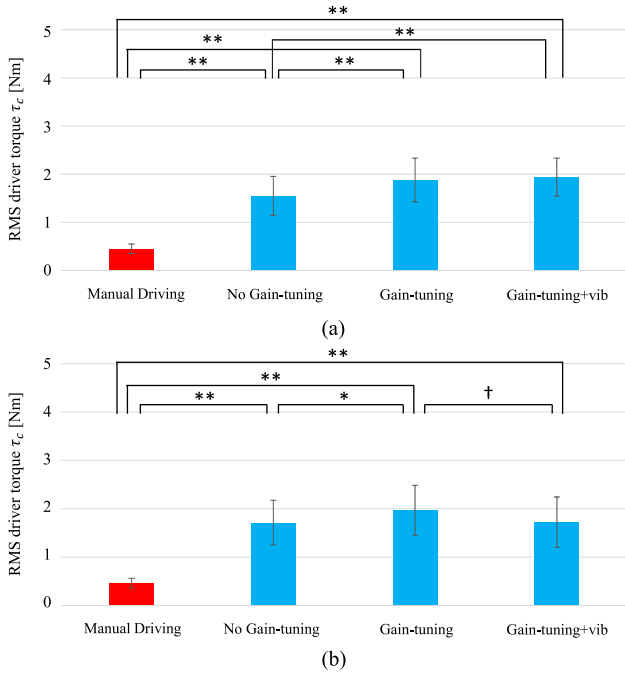 RMS driver torque τc [Nm]
5
4
3
2
1
0
**
**
**
**
**
Manual Driving
No Gain-tuning
Gain-tuning
Gain-tuning+vib
(a)
RMS driver torque τc [Nm]
5
4
3
2
1
0
**
**
**
*
†
Manual Driving
No Gain-tuning
Gain-tuning
Gain-tuning+vib
(b)